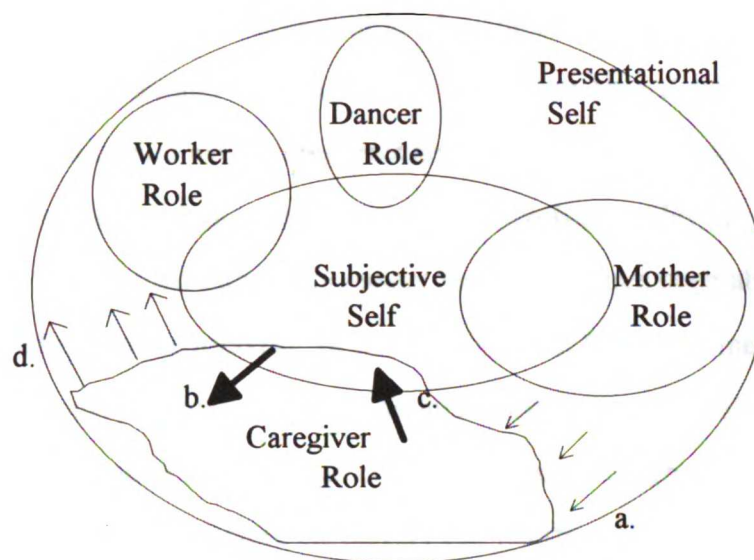 Presentational
Self
Dancer
Role
Worker
Role
Subjective
Self
Mother
Role
d.
b.
c.
Caregiver
Role
a.